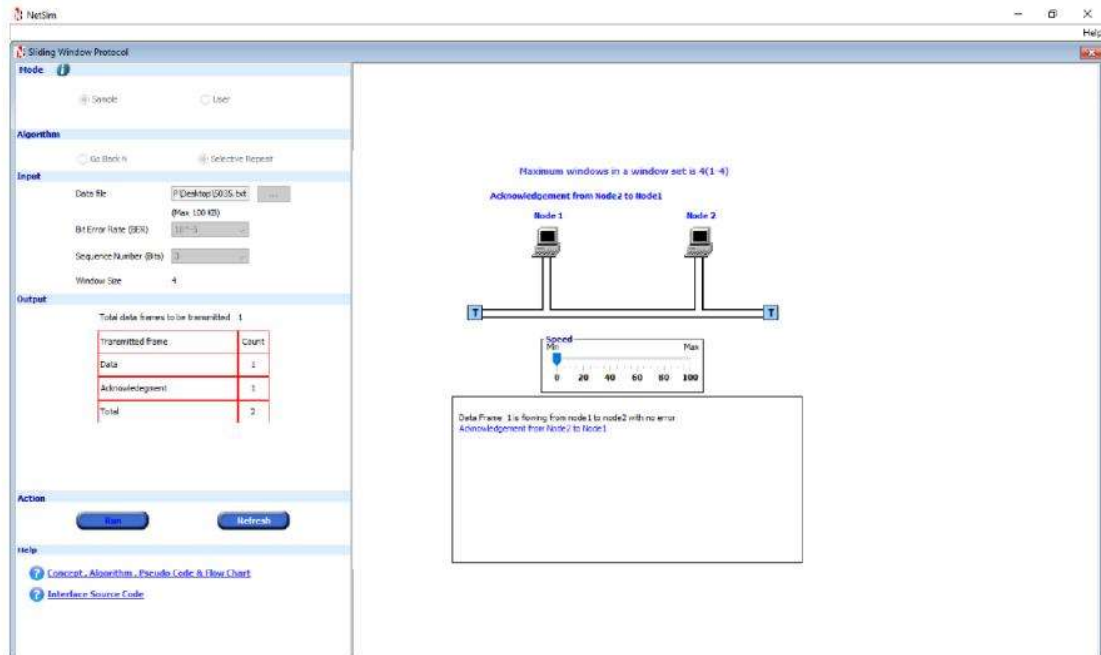 NetSim
Help
Sliding Window Protocol
Mode
Sample
User
Algorithm
Go Back N
Selective Repeat
Input
Data file
P:\Desktop\5035.txt
...
(Max 100 KB)
Bit Error Rate (BER)
Sequence Number (Bits)
3
Window Size
4
Output
Total data frames to be transmitted 1
Transmitted frame
Count
Data
1
Acknowledegment
1
Total
2
Action
Run
Refresh
Help
Concept , Algorithm , Pseudo Code & Flow Chart
Interface Source Code
Maximum windows in a window set is 4(1-4)
Acknowledgement from Node2 to Node1
Node 1
Node 2
T
T
Speed
Min
Max
0 20 40 60 80 100
Data Frame 1 is flowing from node1 to node2 with no error
Acknowledgement from Node2 to Node1